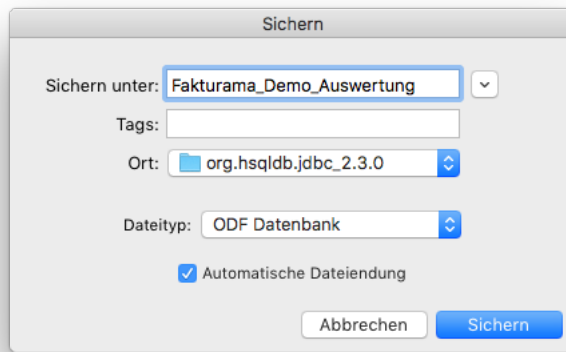 Sichern
Sichern unter: Fakturama_Demo_Auswertung
Tags:
Ort: org.hsqldb.jdbc_2.3.0
Dateityp: ODF Datenbank
Automatische Dateiendung
Abbrechen Sichern